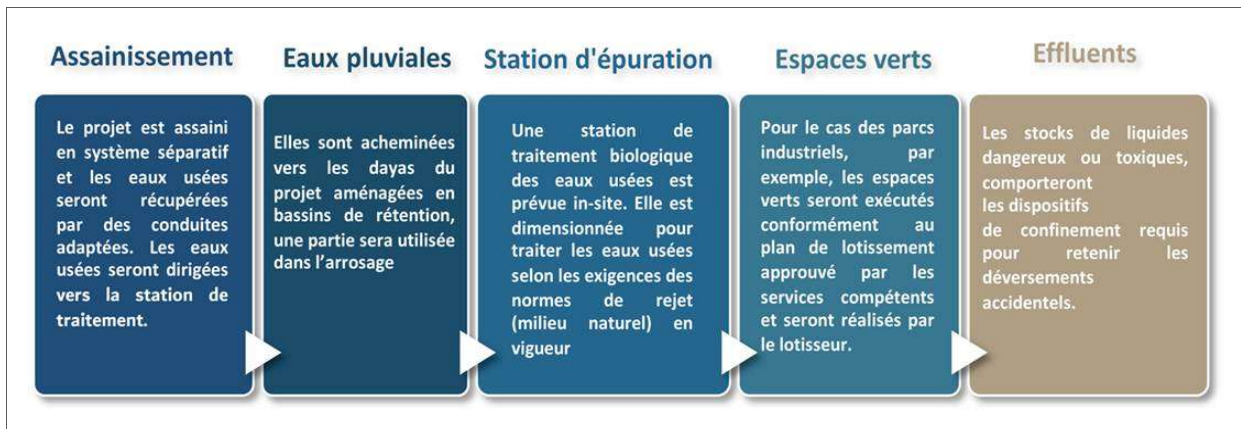 Assainissement
Le projet est assaini
en système séparatif
et les eaux usées
seront récupérées
par des conduites
adaptées. Les eaux
usées seront dirigées
vers la station de
traitement.
Eaux pluviales
Elles sont acheminées
vers les dayas du
projet aménagées en
bassins de rétention,
une partie sera utilisée
dans l’arrosage
Station d'épuration
Une station de
traitement biologique
des eaux usées est
prévue in-site. Elle est
dimensionnée pour
traiter les eaux usées
selon les exigences des
normes de rejet
(milieu naturel) en
vigueur
Espaces verts
Pour le cas des parcs
industriels, par
exemple, les espaces
verts seront exécutés
conformément au
plan de lotissement
approuvé par les
services compétents
et seront réalisés par
le lotisseur.
Effluents
Les stocks de liquides
dangereux ou toxiques,
comporteront
les dispositifs
de confinement requis
pour retenir les
déversements
accidentels.